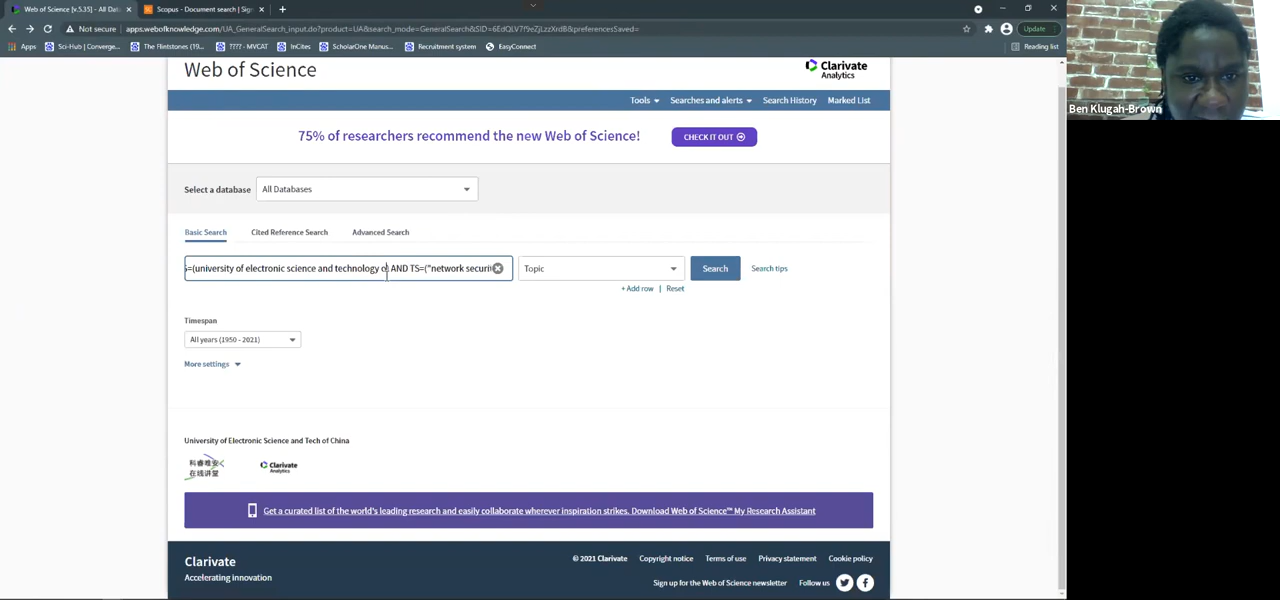 Web of Science [v.5.35] - All Dat
Scopus - Document search | Sign
Not secure | apps.webofknowledge.com/UA_GeneralSearch_input.do?product=UA&search_mode=GeneralSearch&SID=6EdQLV7f9eZjLzzXrdB&preferencesSaved=
Update
Apps
Sci-Hub | Converge...
The Flintstones (19...
???? - MVCAT
InCites
ScholarOne Manus...
Recruitment system
EasyConnect
Reading list
Ben Klugah-Brown
Web of Science
Clarivate
Analytics
Tools
Searches and alerts
Search History
Marked List
75% of researchers recommend the new Web of Science!
CHECK IT OUT
Select a database
All Databases
Basic Search
Cited Reference Search
Advanced Search
=(university of electronic science and technology o AND TS=("network securi
Topic
Search
Search tips
+ Add row | Reset
Timespan
All years (1950 - 2021)
More settings
University of Electronic Science and Tech of China
科睿唯安
在线讲堂
Clarivate
Analytics
Get a curated list of the world's leading research and easily collaborate wherever inspiration strikes. Download Web of Science™ My Research Assistant
Clarivate
Accelerating innovation
© 2021 Clarivate
Copyright notice
Terms of use
Privacy statement
Cookie policy
Sign up for the Web of Science newsletter
Follow us